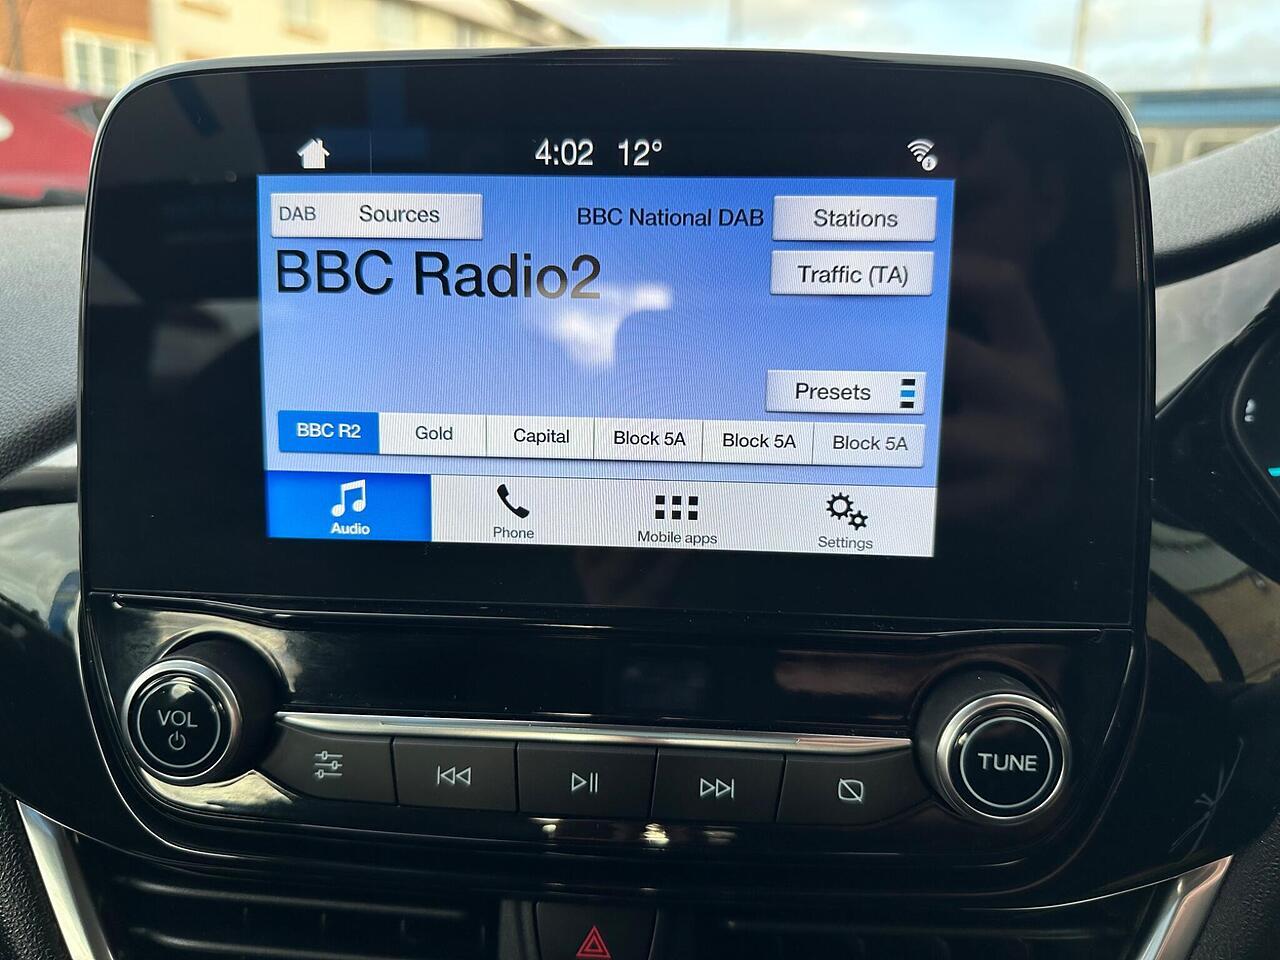 4:02 12°
DAB Sources BBC National DAB Stations
BBC Radio2 Traffic (TA)
Presets
BBC R2 Gold Capital Block 5A Block 5A Block 5A
Audio Phone Mobile apps Settings
VOL
TUNE